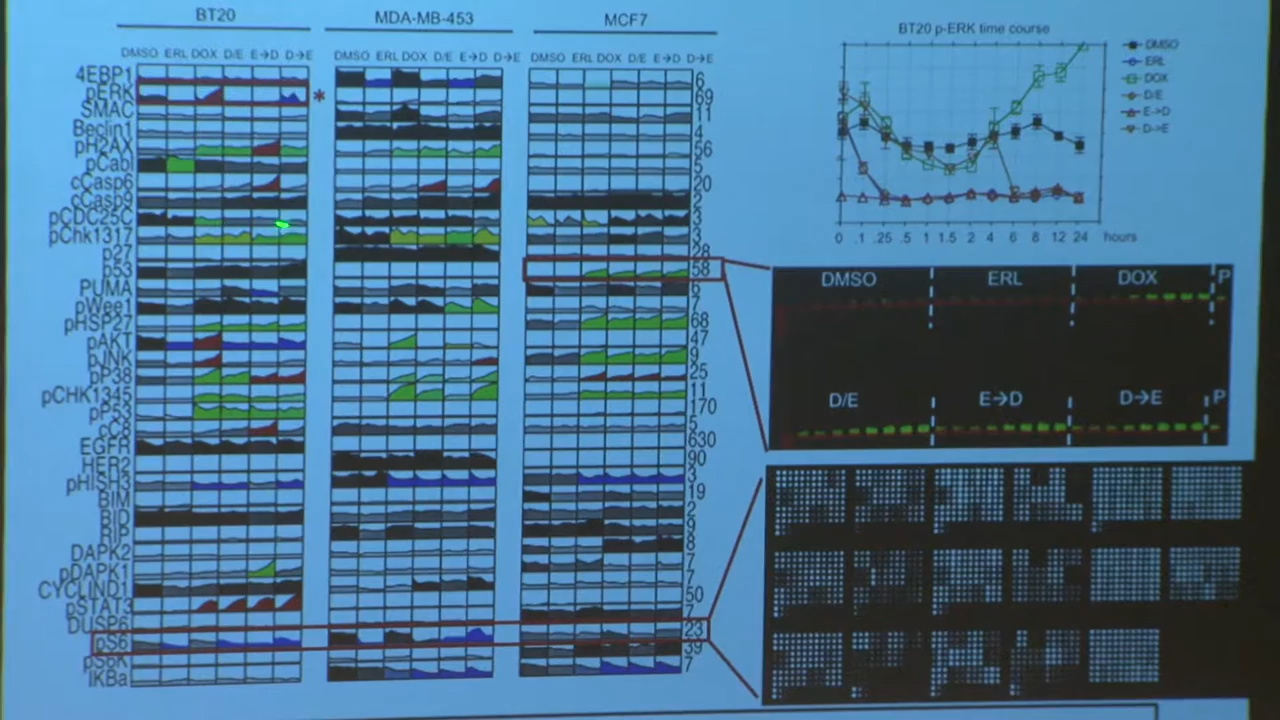 BT20 MDA-MB-453 MCF7
DMSO ERL DOX D/E E→D D→E DMSO ERL DOX D/E E→D D→E DMSO ERL DOX D/E E→D D→E
4EBP1 6
pERK * 69
SMAC 11
Beclin1 4
pH2AX 56
pCabl 5
cCasp6 20
cCasp9 2
pCDC25C 3
pChk1317 3
p27 28
p53 58
PUMA 6
pWee1 7
pHSP27 68
pAKT 47
pJNK 9
pP38 25
pCHK1345 11
pP53 170
cC8 5
EGFR 630
HER2 90
pHISH3 3
BIM 19
BID 2
RIP 9
DAPK2 8
pDAPK1 7
CYCLIND1 7
pSTAT3 50
DUSP6 7
pS6 23
pS6K 39
IKBa 7
BT20 p-ERK time course
DMSO
ERL
DOX
D/E
E->D
D->E
0 .1 .25 .5 1 1.5 2 4 6 8 12 24 hours
DMSO ERL DOX P
D/E E→D D→E P